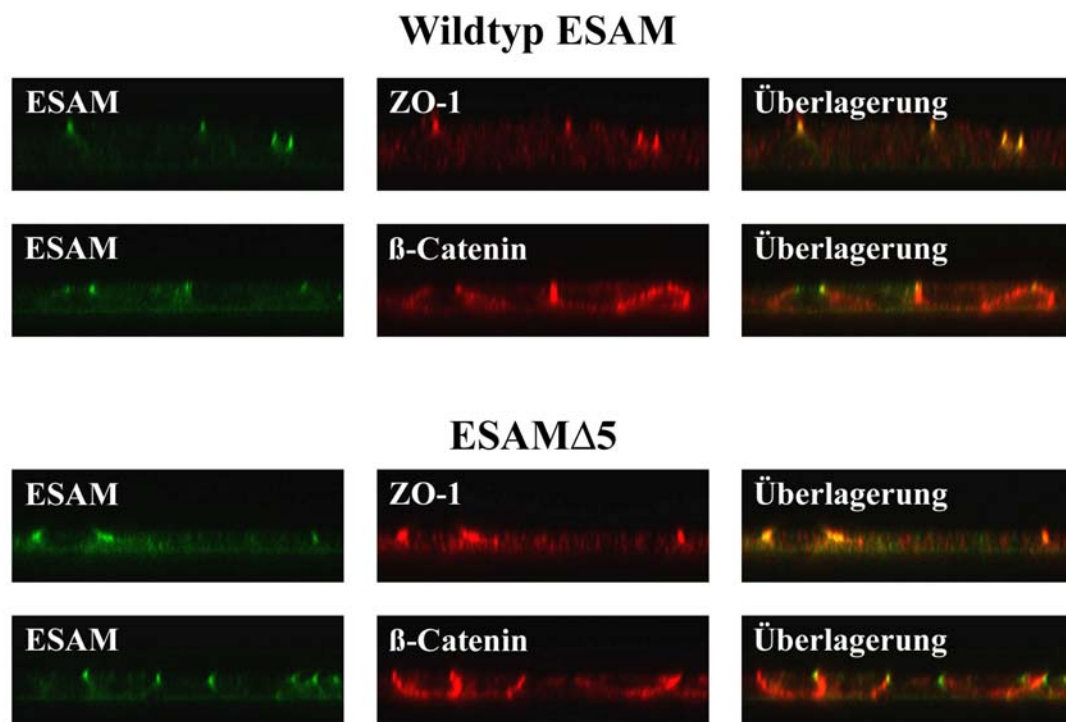 Wildtyp ESAM
ESAM ZO-1 Überlagerung
ESAM ß-Catenin Überlagerung
ESAMΔ5
ESAM ZO-1 Überlagerung
ESAM ß-Catenin Überlagerung